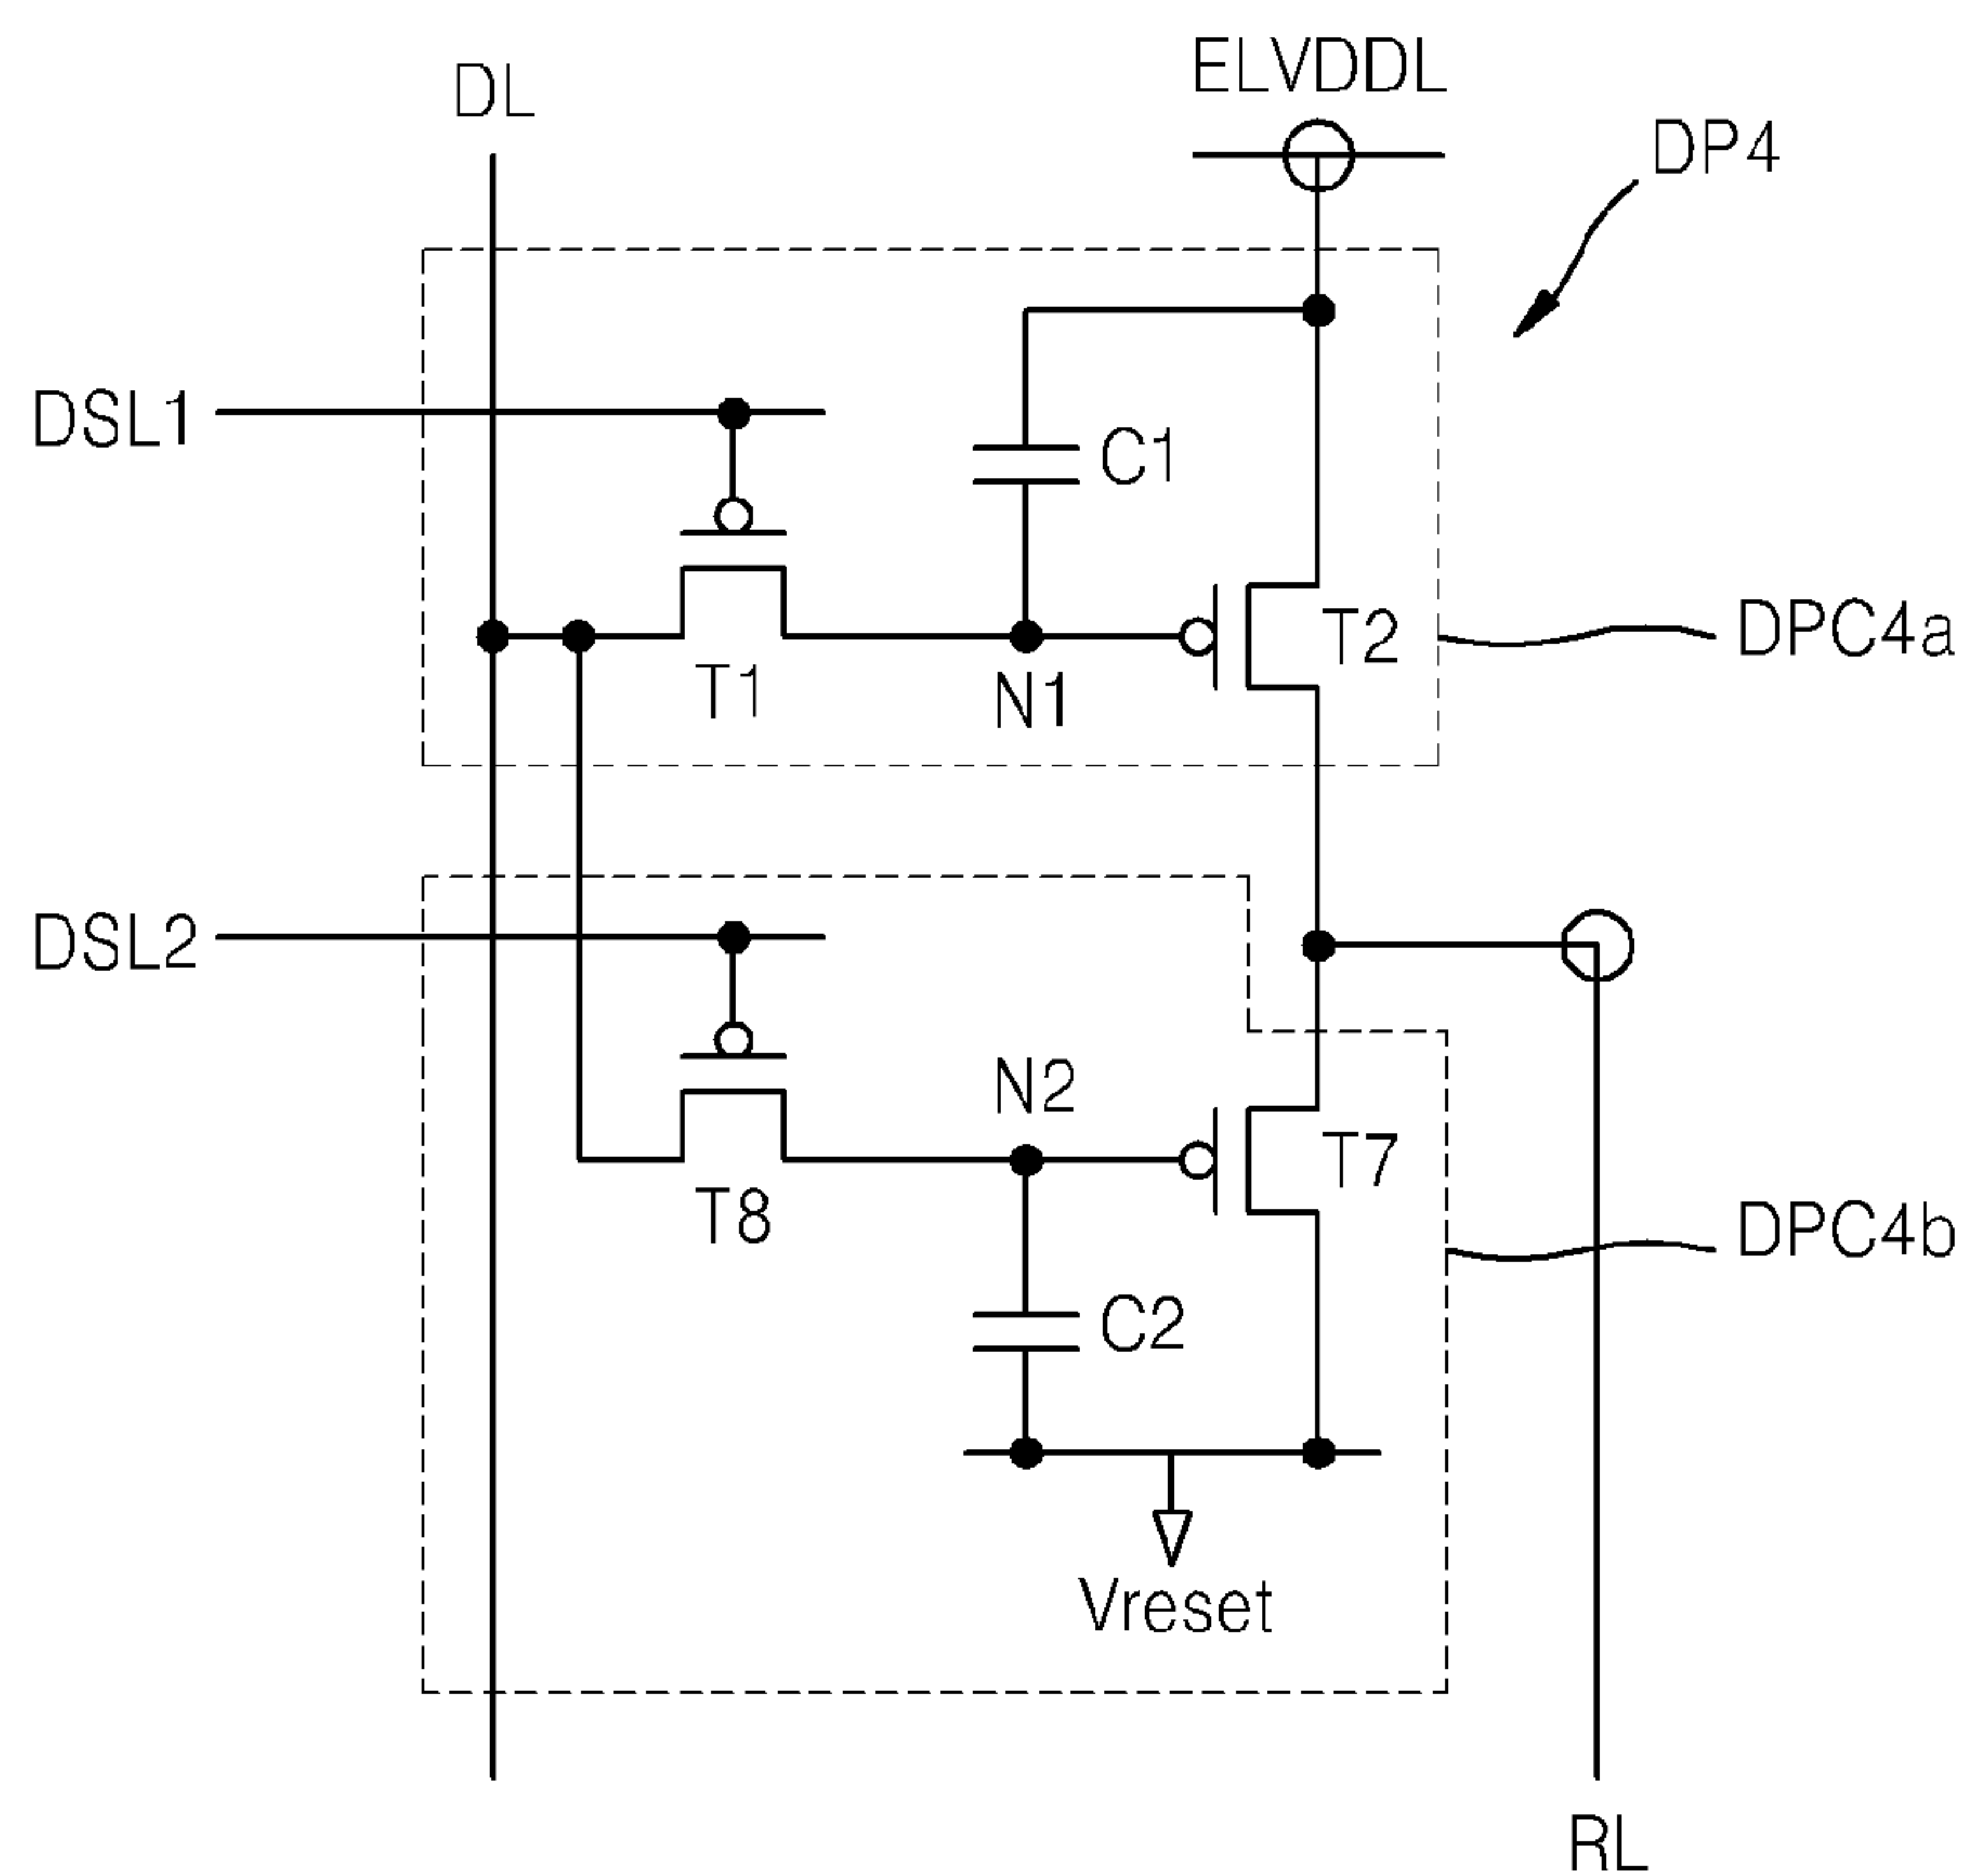 ELVDDL
DL
DP4
DSL1
C1
T2
DPC4a
T1
N1
DSL2
N2
T7
T8
DPC4b
C2
Vreset
RL